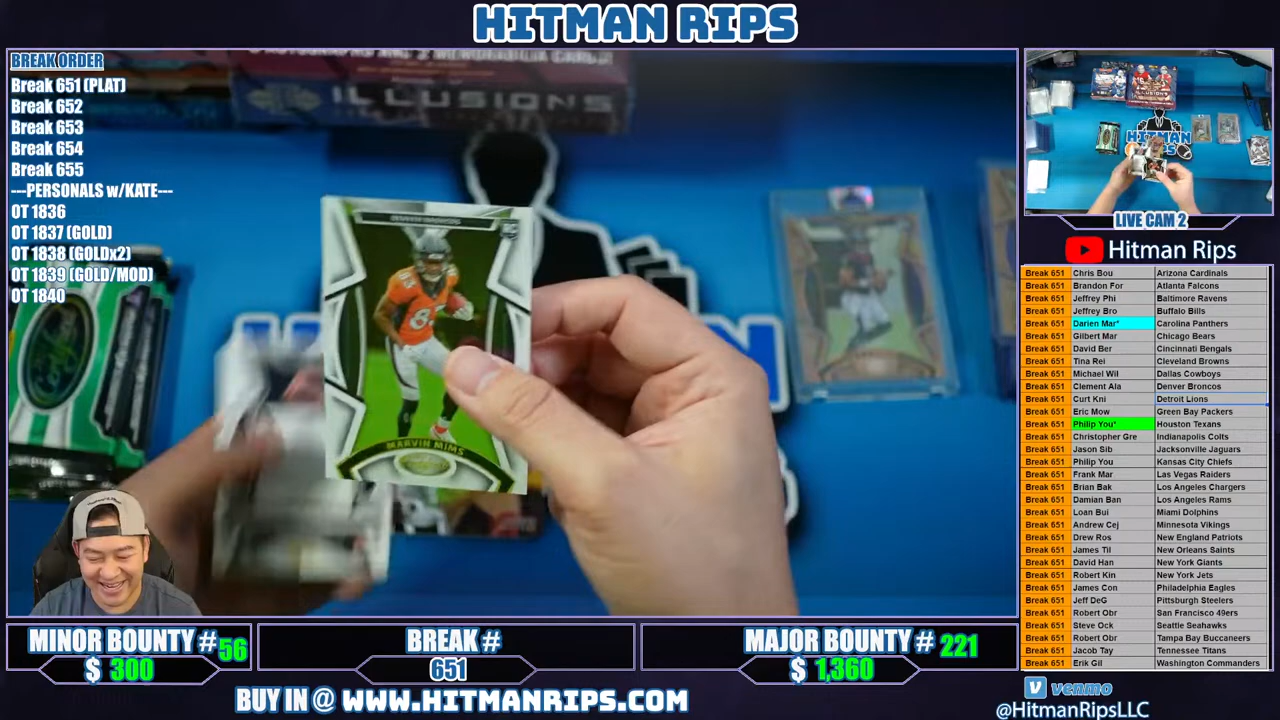 HITMAN RIPS
BREAK ORDER
Break 651 (PLAT)
Break 652
Break 653
Break 654
Break 655
---PERSONALS w/KATE---
OT 1836
OT 1837 (GOLD)
OT 1838 (GOLDx2)
OT 1839 (GOLD/MOD)
OT 1840
ILLUSIONS
MARVIN MIMS
LIVE CAM 2
Hitman Rips
Break 651 Chris Bou Arizona Cardinals
Break 651 Brandon For Atlanta Falcons
Break 651 Jeffrey Phi Baltimore Ravens
Break 651 Jeffrey Bro Buffalo Bills
Break 651 Darien Mar* Carolina Panthers
Break 651 Gilbert Mar Chicago Bears
Break 651 David Ber Cincinnati Bengals
Break 651 Tina Rei Cleveland Browns
Break 651 Michael Wil Dallas Cowboys
Break 651 Clement Ala Denver Broncos
Break 651 Curt Kni Detroit Lions
Break 651 Eric Mow Green Bay Packers
Break 651 Philip You* Houston Texans
Break 651 Christopher Gre Indianapolis Colts
Break 651 Jason Sib Jacksonville Jaguars
Break 651 Philip You Kansas City Chiefs
Break 651 Frank Mar Las Vegas Raiders
Break 651 Brian Bak Los Angeles Chargers
Break 651 Damian Ban Los Angeles Rams
Break 651 Loan Bui Miami Dolphins
Break 651 Andrew Cej Minnesota Vikings
Break 651 Drew Ros New England Patriots
Break 651 James Til New Orleans Saints
Break 651 David Han New York Giants
Break 651 Robert Kin New York Jets
Break 651 James Con Philadelphia Eagles
Break 651 Jeff DeG Pittsburgh Steelers
Break 651 Robert Obr San Francisco 49ers
Break 651 Steve Ock Seattle Seahawks
Break 651 Robert Obr Tampa Bay Buccaneers
Break 651 Jacob Tay Tennessee Titans
Break 651 Erik Gil Washington Commanders
MINOR BOUNTY # 56
$ 300
BREAK #
651
MAJOR BOUNTY # 221
$ 1,360
BUY IN @ WWW.HITMANRIPS.COM
venmo
@HitmanRipsLLC